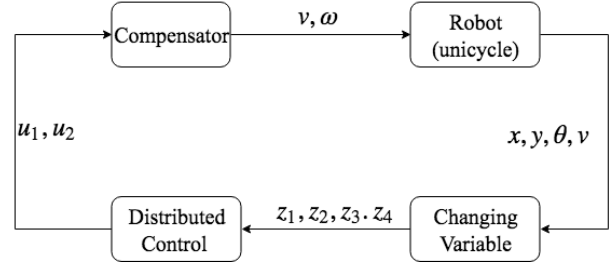 v, ω
Compensator
Robot
(unicycle)
u₁, u₂
x, y, θ, v
z₁, z₂, z₃. z₄
Distributed
Control
Changing
Variable